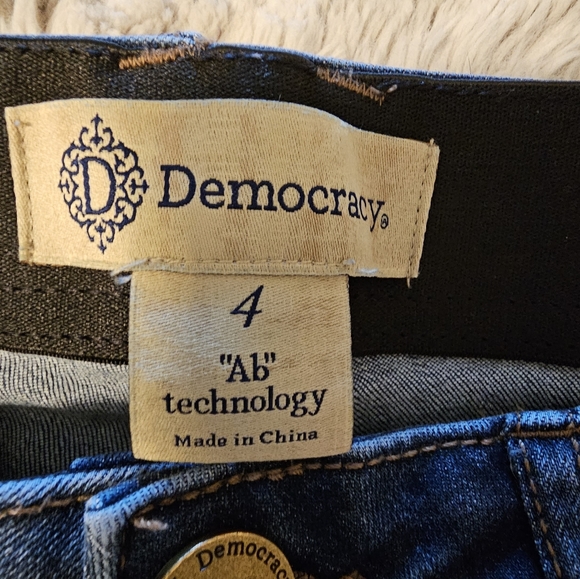 D Democracy®
4
"Ab"
technology
Made in China
Democracy